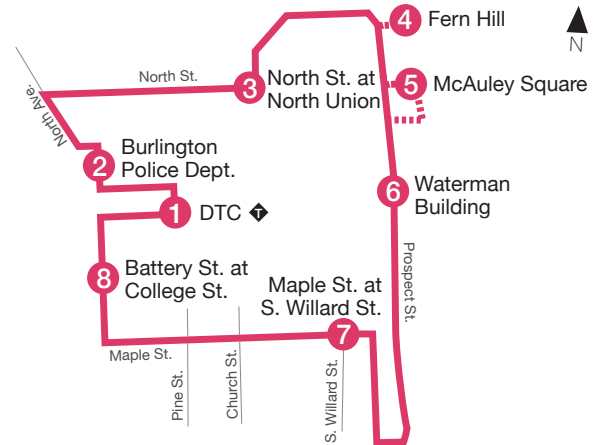 4 Fern Hill
N
North St.
North Ave.
3 North St. at
North Union
5 McAuley Square
2 Burlington
Police Dept.
1 DTC T
6 Waterman
Building
Prospect St.
8 Battery St. at
College St.
Maple St. at
S. Willard St.
7
Maple St.
Pine St.
Church St.
S. Willard St.